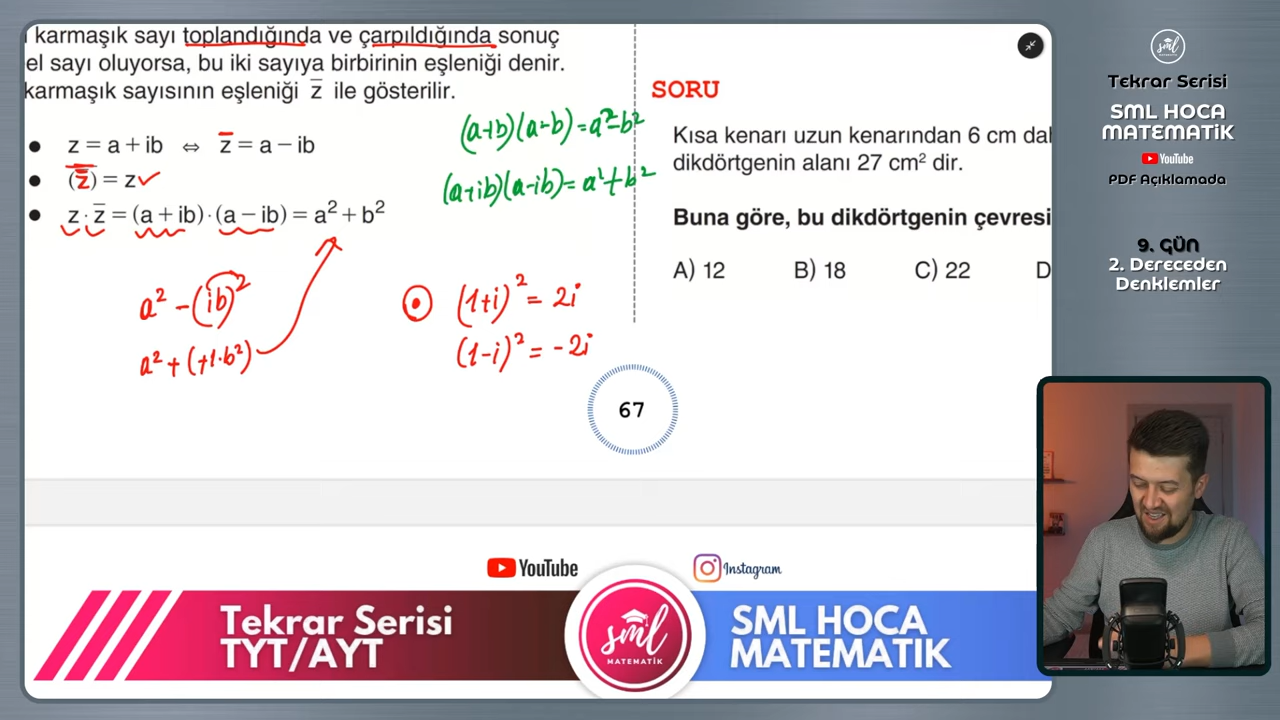 karmaşık sayı toplandığında ve çarpıldığında sonuç
el sayı oluyorsa, bu iki sayıya birbirinin eşleniği denir.
karmaşık sayısının eşleniği z̅ ile gösterilir.
● z = a + ib ⇔ z̅ = a − ib
● (z̅̅) = z ✓
● z · z̅ = (a + ib) · (a − ib) = a² + b²
a² − (ib)²
a² + (+1·b²)
(a+b)(a-b) = a² − b²
(a+ib)(a-ib) = a² + b²
(1+i)² = 2i
(1-i)² = -2i
SORU
Kısa kenarı uzun kenarından 6 cm dah
dikdörtgenin alanı 27 cm² dir.
Buna göre, bu dikdörtgenin çevresi
A) 12 B) 18 C) 22 D
67
YouTube
Instagram
Tekrar Serisi
TYT/AYT
sml
MATEMATİK
SML HOCA
MATEMATİK
sml
Tekrar Serisi
SML HOCA
MATEMATİK
YouTube
PDF Açıklamada
9. GÜN
2. Dereceden
Denklemler